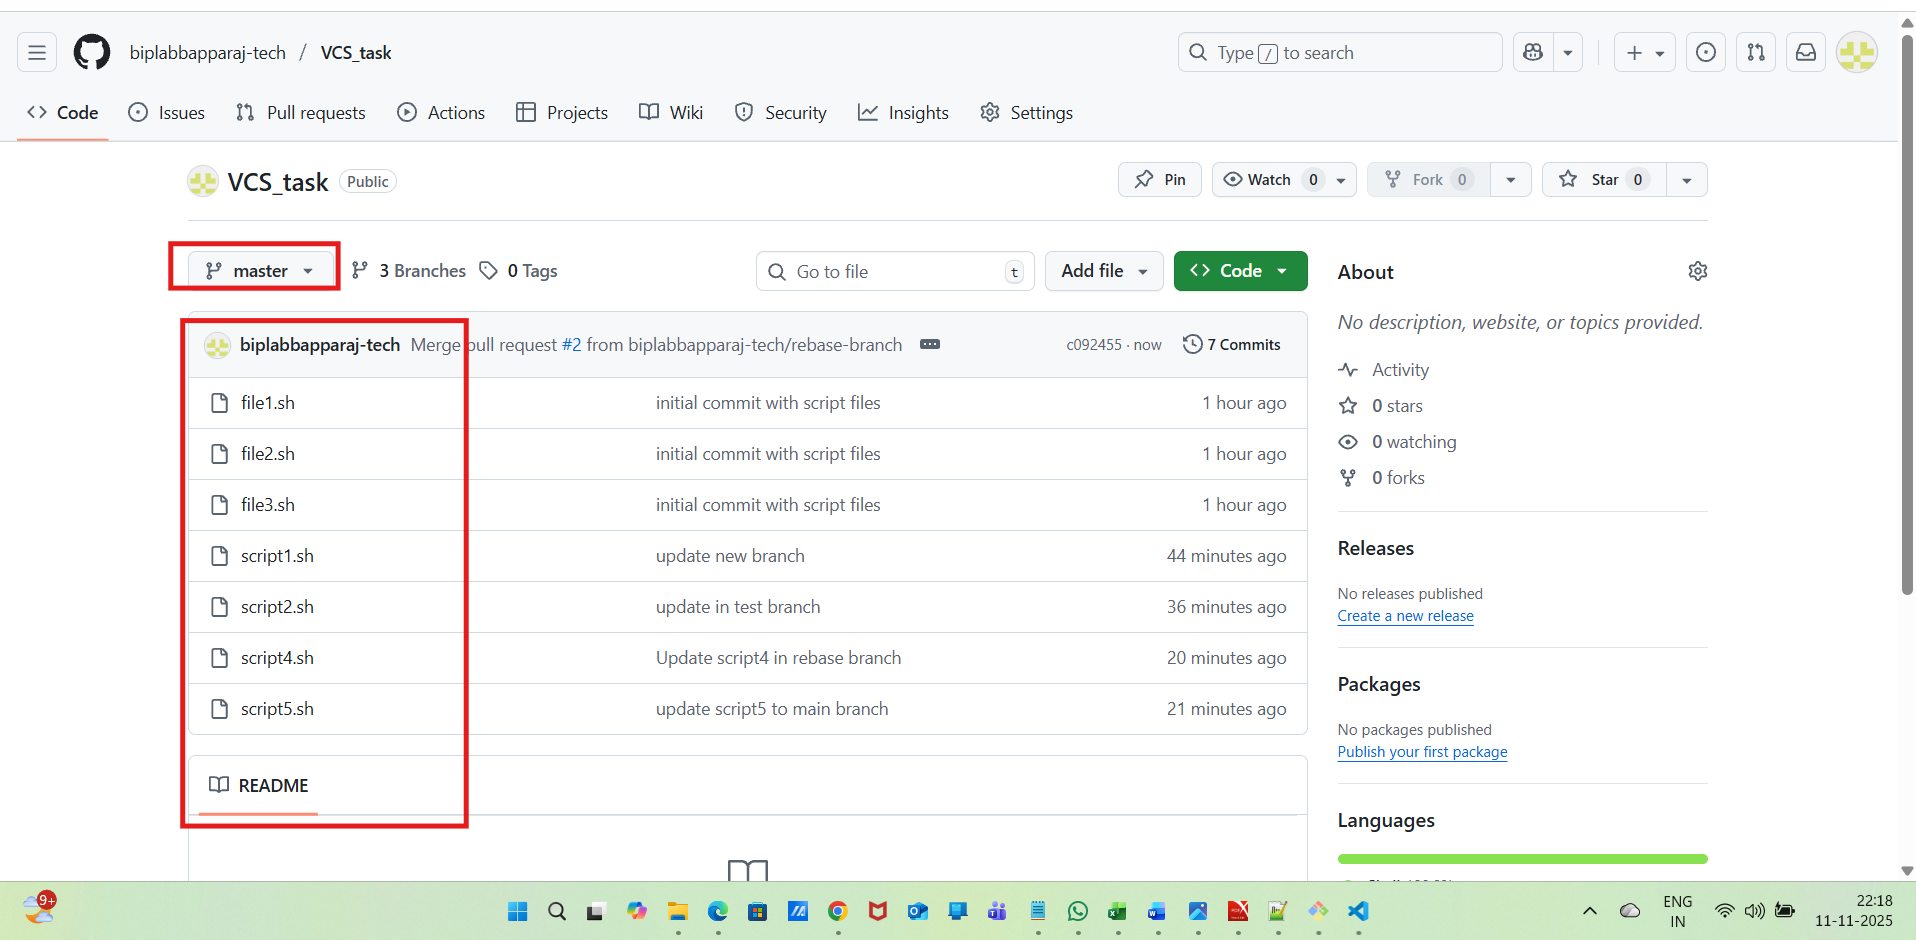 biplabbapparaj-tech / VCS_task
Type / to search
Code Issues Pull requests Actions Projects Wiki Security Insights Settings
VCS_task Public
Pin Watch 0 Fork 0 Star 0
master 3 Branches 0 Tags Go to file t Add file Code
biplabbapparaj-tech Merge pull request #2 from biplabbapparaj-tech/rebase-branch c092455 · now 7 Commits
file1.sh initial commit with script files 1 hour ago
file2.sh initial commit with script files 1 hour ago
file3.sh initial commit with script files 1 hour ago
script1.sh update new branch 44 minutes ago
script2.sh update in test branch 36 minutes ago
script4.sh Update script4 in rebase branch 20 minutes ago
script5.sh update script5 to main branch 21 minutes ago
README
About
No description, website, or topics provided.
Activity
0 stars
0 watching
0 forks
Releases
No releases published
Create a new release
Packages
No packages published
Publish your first package
Languages
9+
ENG
IN
22:18
11-11-2025